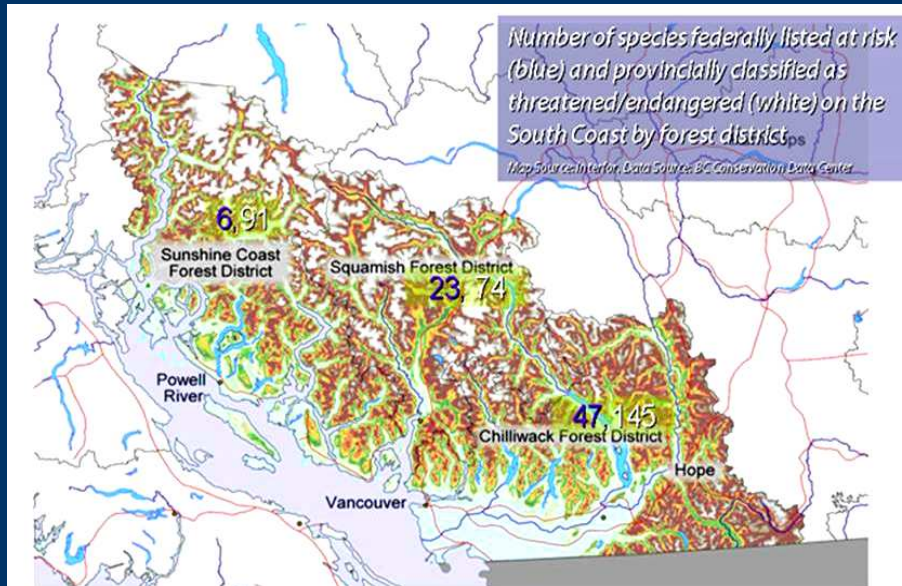 Number of species federally listed at risk
(blue) and provincially classified as
threatened/endangered (white) on the
South Coast by forest district.
Map Source: Interfor, Data Source: BC Conservation Data Center
6, 91
Sunshine Coast
Forest District
Squamish Forest District
23, 74
Powell
River
47, 145
Chilliwack Forest District
Hope
Vancouver